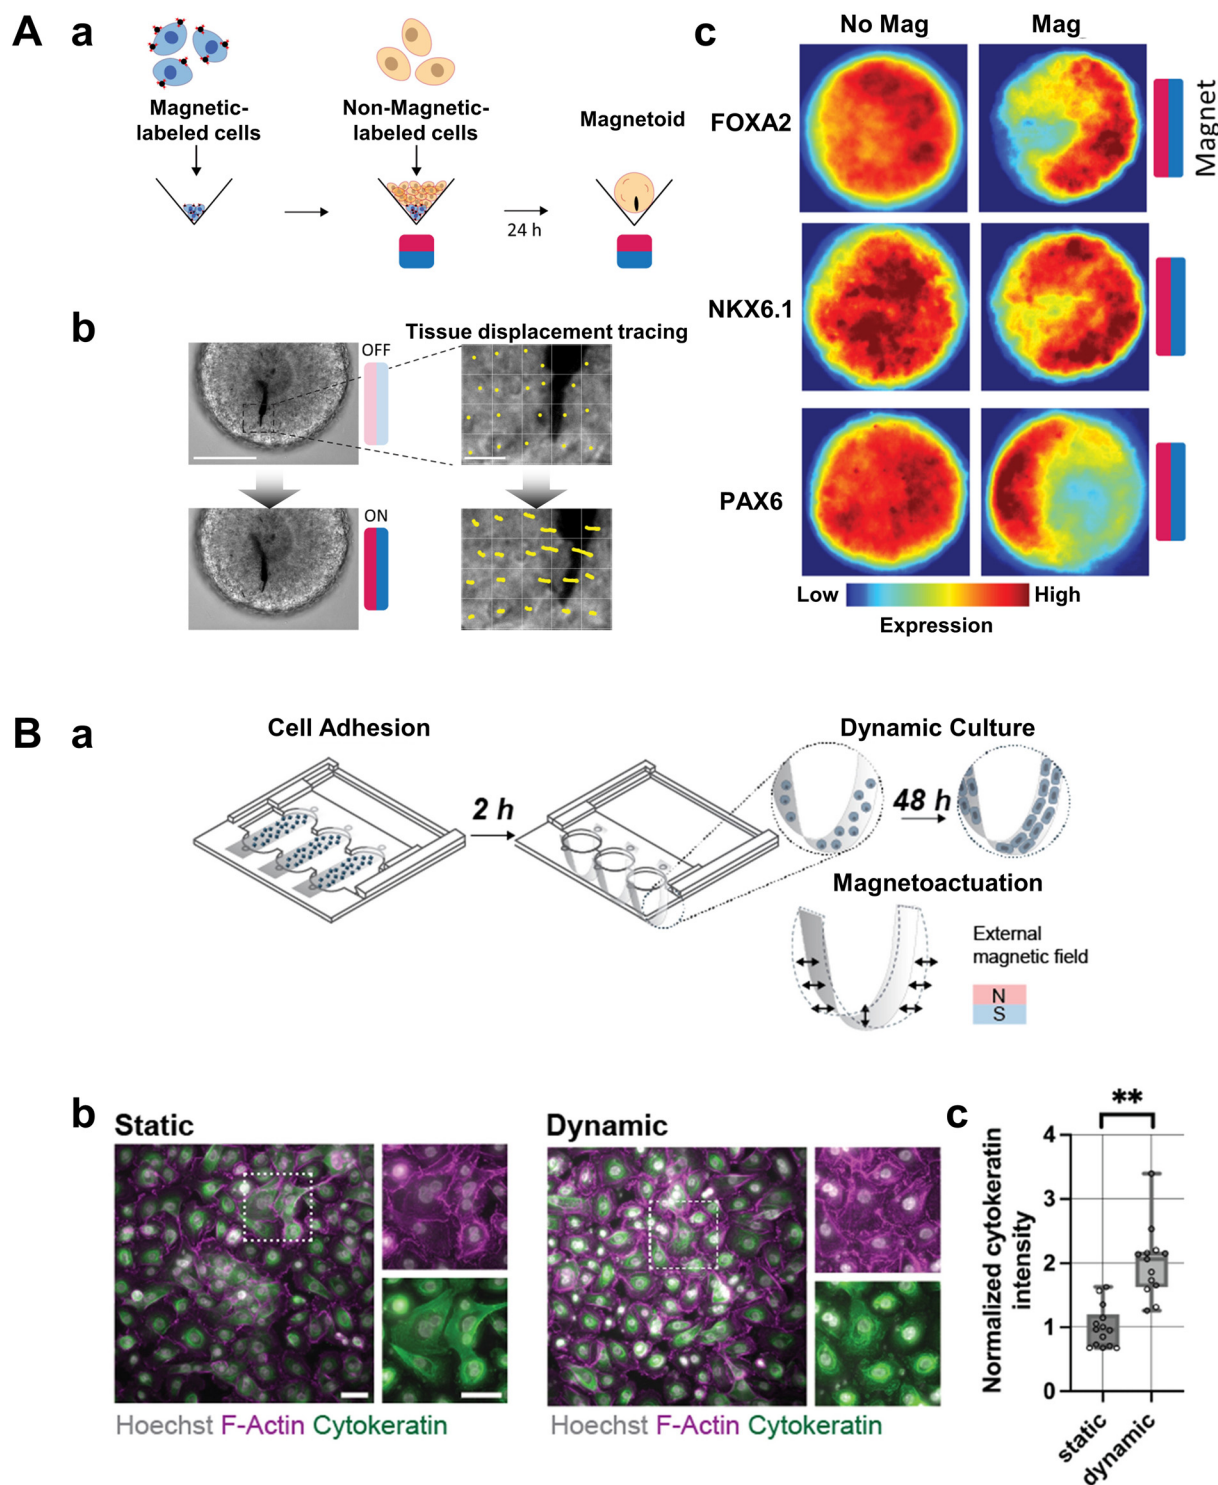 A
a
Magnetic-
labeled cells
Non-Magnetic-
labeled cells
Magnetoid
24 h
b
OFF
Tissue displacement tracing
ON
c
No Mag
Mag
FOXA2
NKX6.1
PAX6
Magnet
Low
High
Expression
B
a
Cell Adhesion
2 h
Dynamic Culture
48 h
Magnetoactuation
External
magnetic field
N
S
b
Static
Dynamic
Hoechst F-Actin Cytokeratin
Hoechst F-Actin Cytokeratin
c
**
Normalized cytokeratin
intensity
4
3
2
1
0
static
dynamic